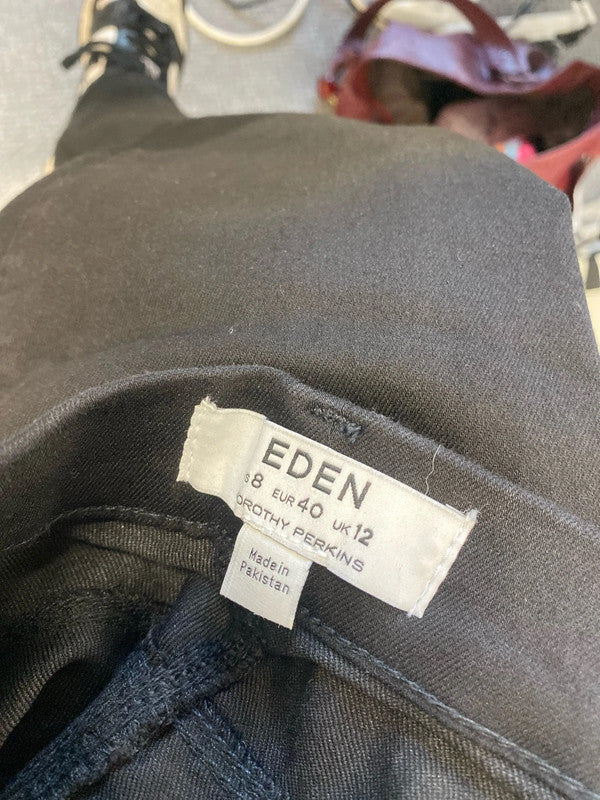 EDEN
S 8 EUR 40 UK 12
OROTHY PERKINS
Made in
Pakistan